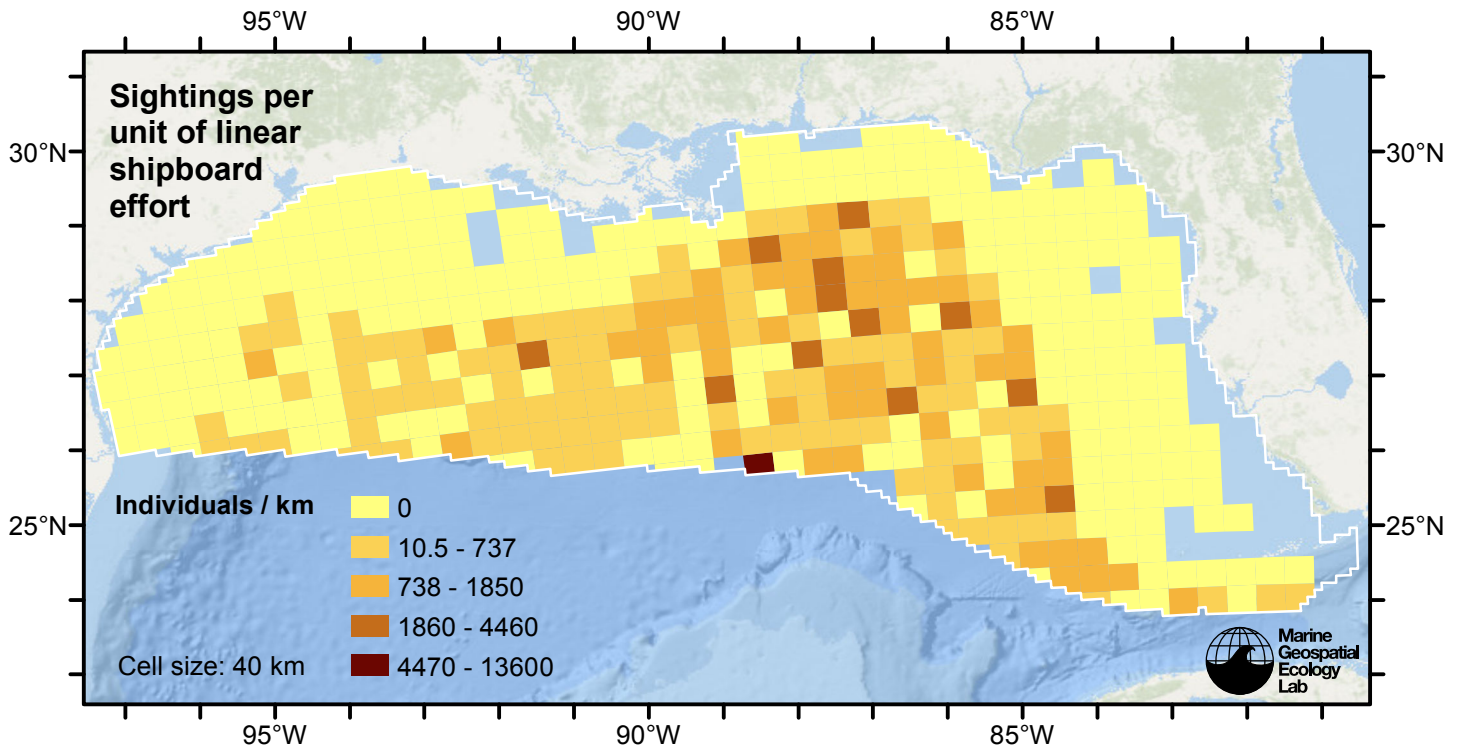 95°W 90°W 85°W
Sightings per
unit of linear
shipboard
effort
30°N 30°N
25°N 25°N
Individuals / km
0
10.5 - 737
738 - 1850
1860 - 4460
4470 - 13600
Cell size: 40 km
Marine
Geospatial
Ecology
Lab
95°W 90°W 85°W